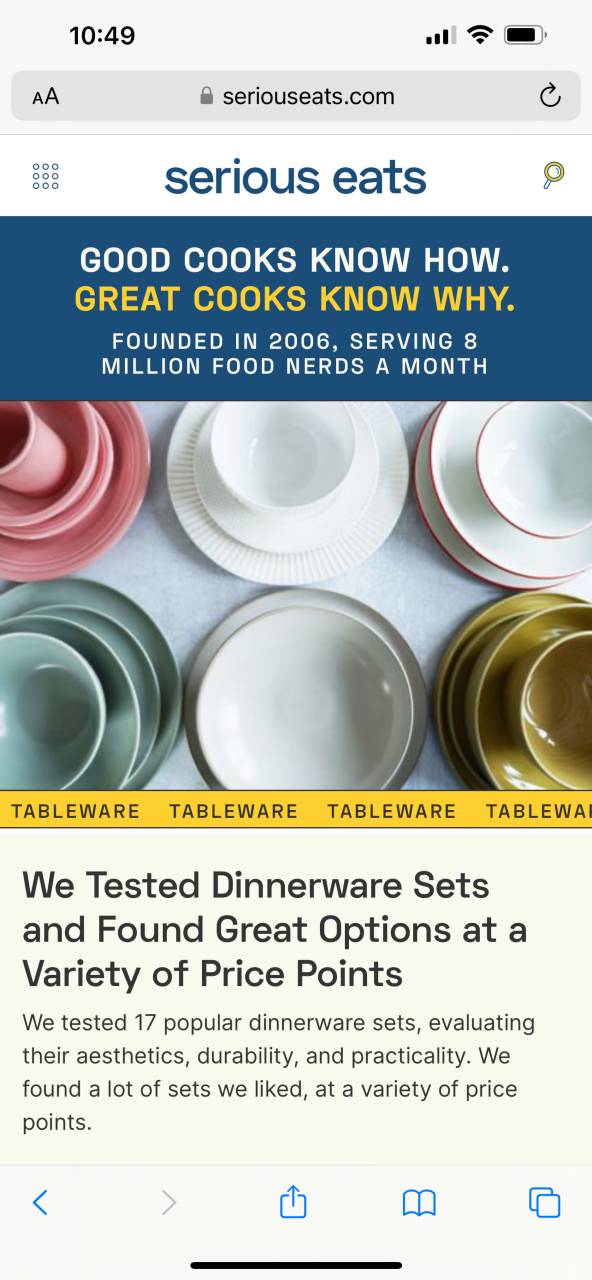 10:49
AA seriouseats.com
serious eats
GOOD COOKS KNOW HOW.
GREAT COOKS KNOW WHY.
FOUNDED IN 2006, SERVING 8
MILLION FOOD NERDS A MONTH
TABLEWARE TABLEWARE TABLEWARE TABLEWAR
We Tested Dinnerware Sets
and Found Great Options at a
Variety of Price Points
We tested 17 popular dinnerware sets, evaluating
their aesthetics, durability, and practicality. We
found a lot of sets we liked, at a variety of price
points.